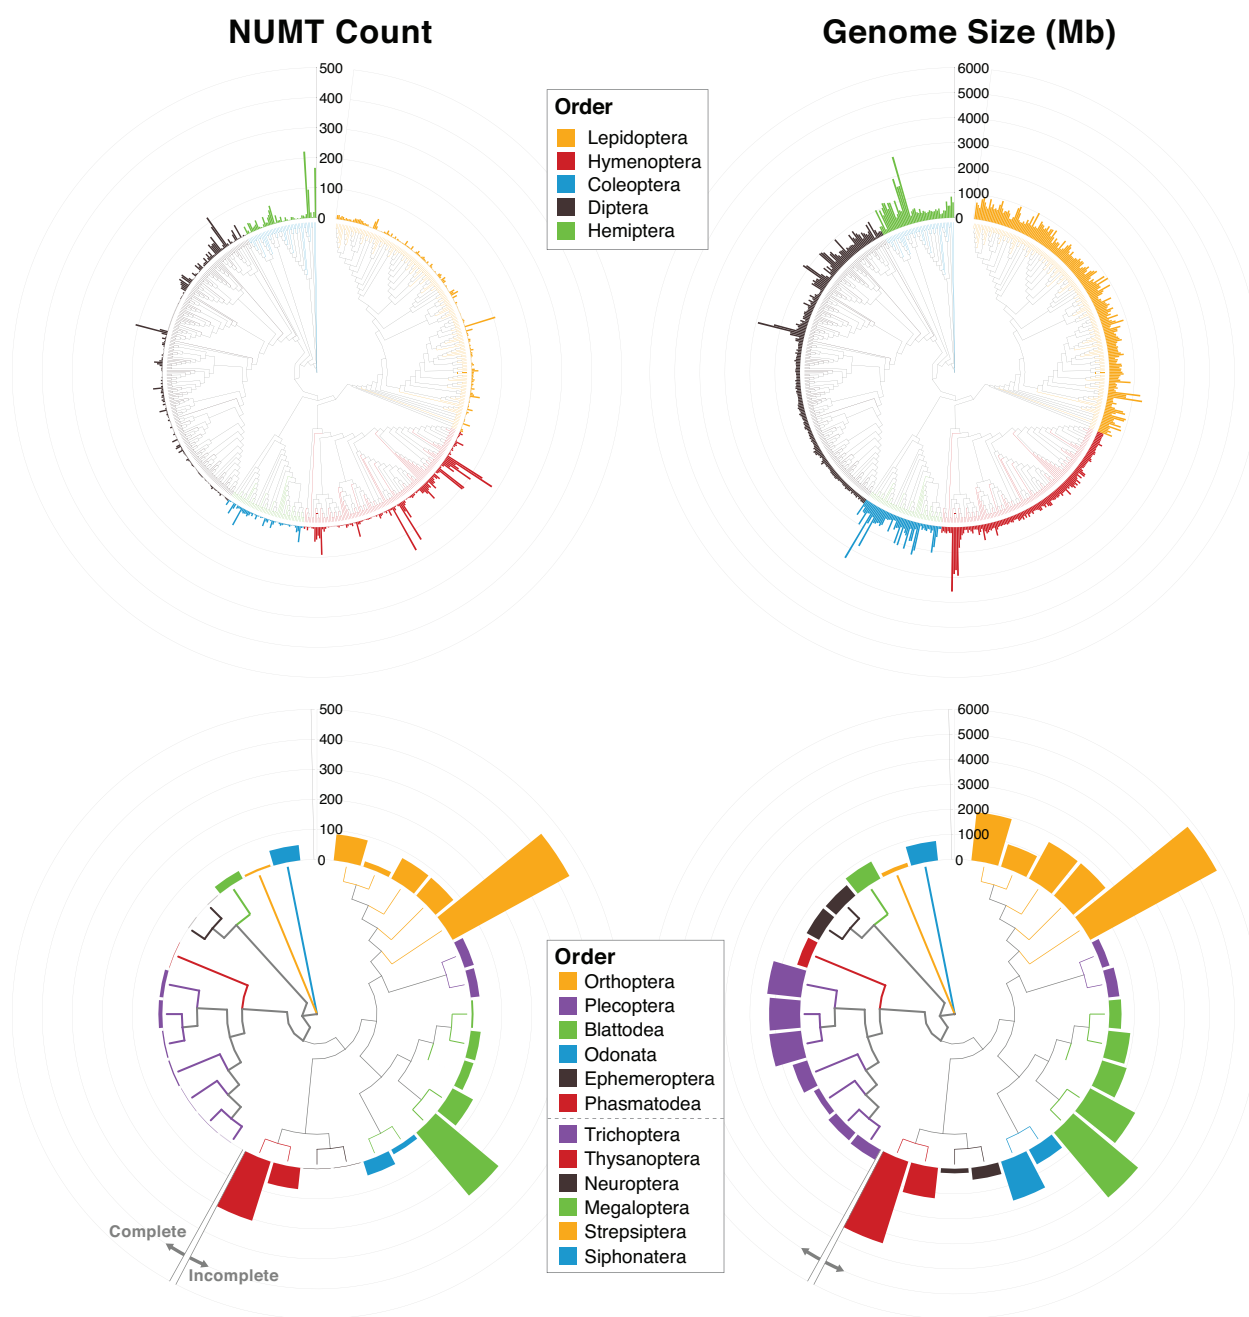 NUMT Count
Genome Size (Mb)
500
400
300
200
100
0
Order
Lepidoptera
Hymenoptera
Coleoptera
Diptera
Hemiptera
6000
5000
4000
3000
2000
1000
0
500
400
300
200
100
0
6000
5000
4000
3000
2000
1000
0
Order
Orthoptera
Plecoptera
Blattodea
Odonata
Ephemeroptera
Phasmatodea
Trichoptera
Thysanoptera
Neuroptera
Megaloptera
Strepsiptera
Siphonatera
Complete
Incomplete